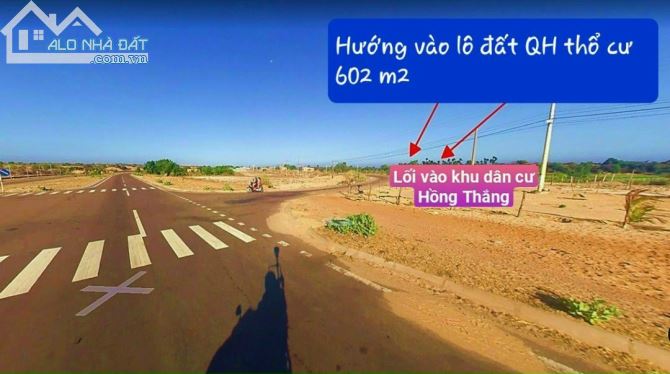 ALO NHÀ ĐẤT
.com.vn
Hướng vào lô đất QH thổ cư
602 m2
Lối vào khu dân cư
Hồng Thắng